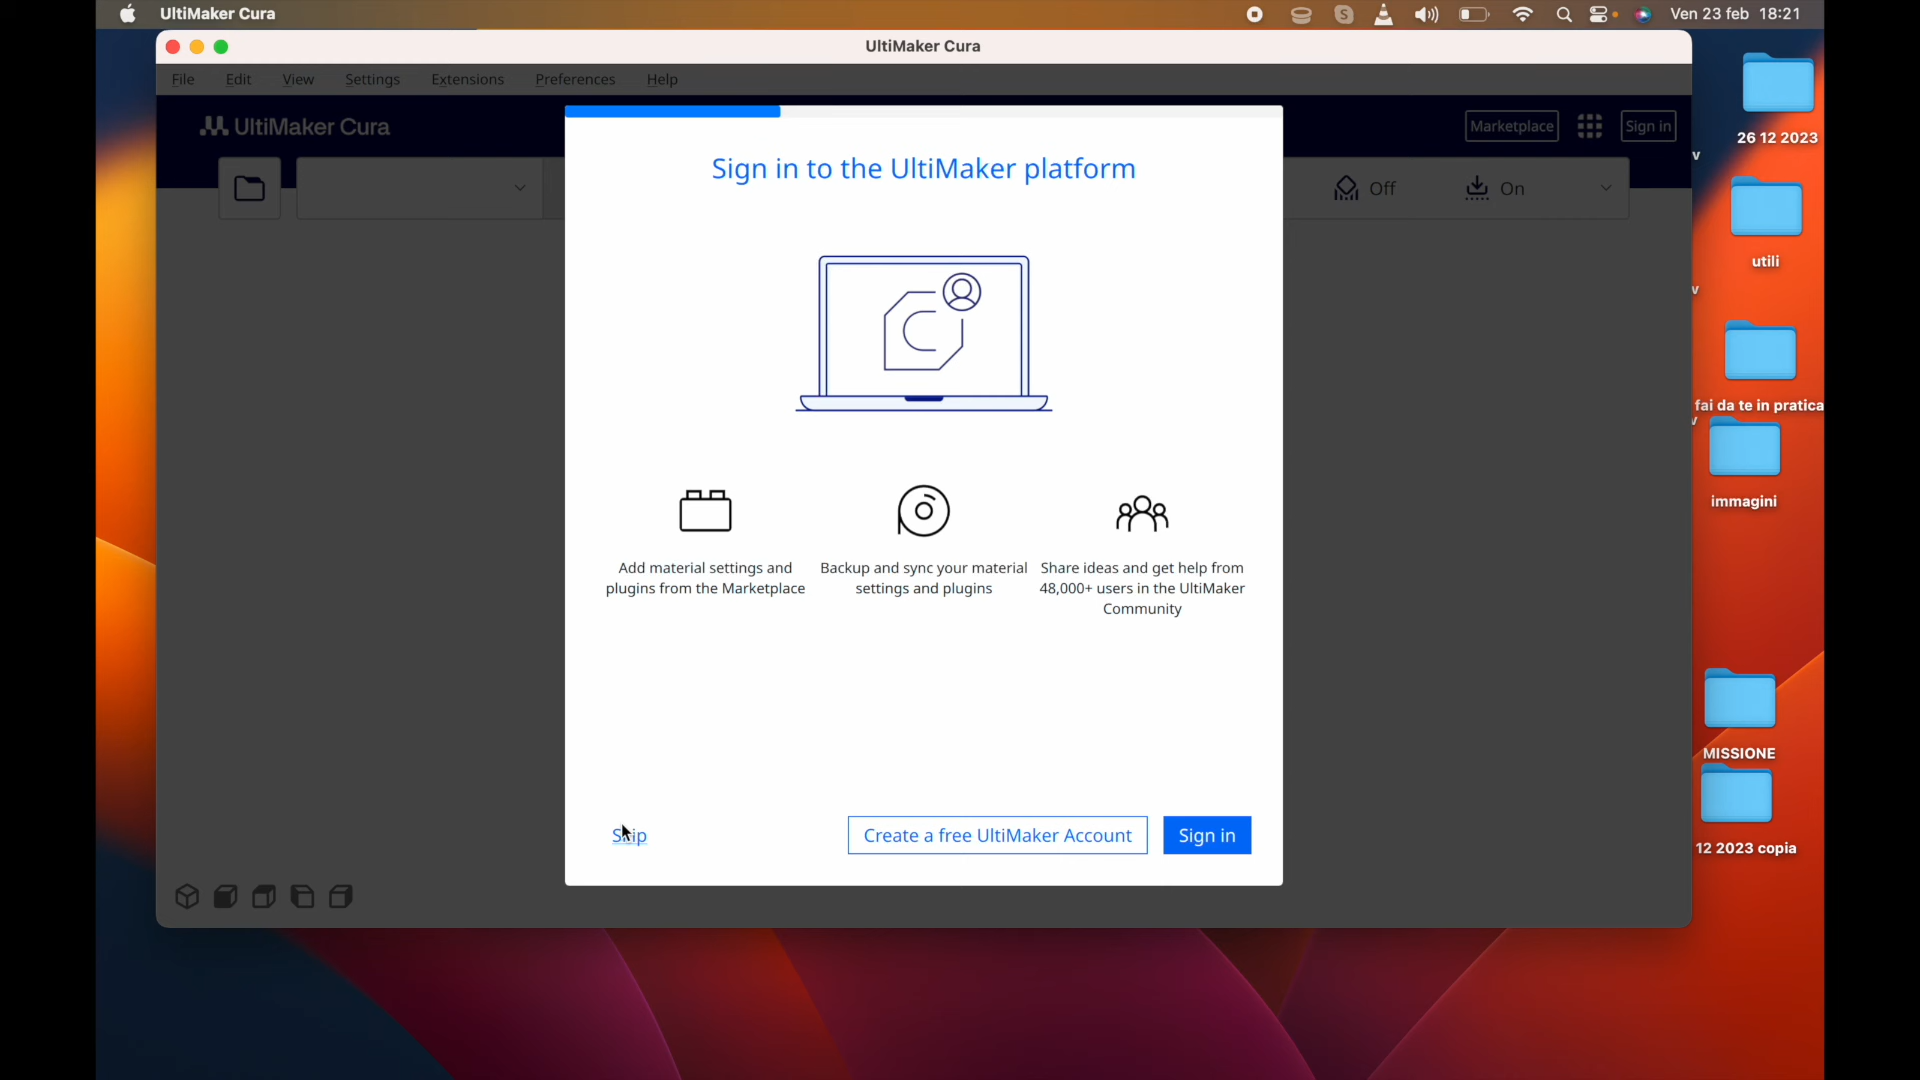 UltiMaker Cura
Ven 23 feb 18:21
UltiMaker Cura
File Edit View Settings Extensions Preferences Help
UltiMaker Cura
Marketplace
Sign in
Off
On
Sign in to the UltiMaker platform
Add material settings and
plugins from the Marketplace
Backup and sync your material
settings and plugins
Share ideas and get help from
48,000+ users in the UltiMaker
Community
Skip
Create a free UltiMaker Account
Sign in
26 12 2023
v
utili
v
fai da te in pratica
v
immagini
MISSIONE
12 2023 copia